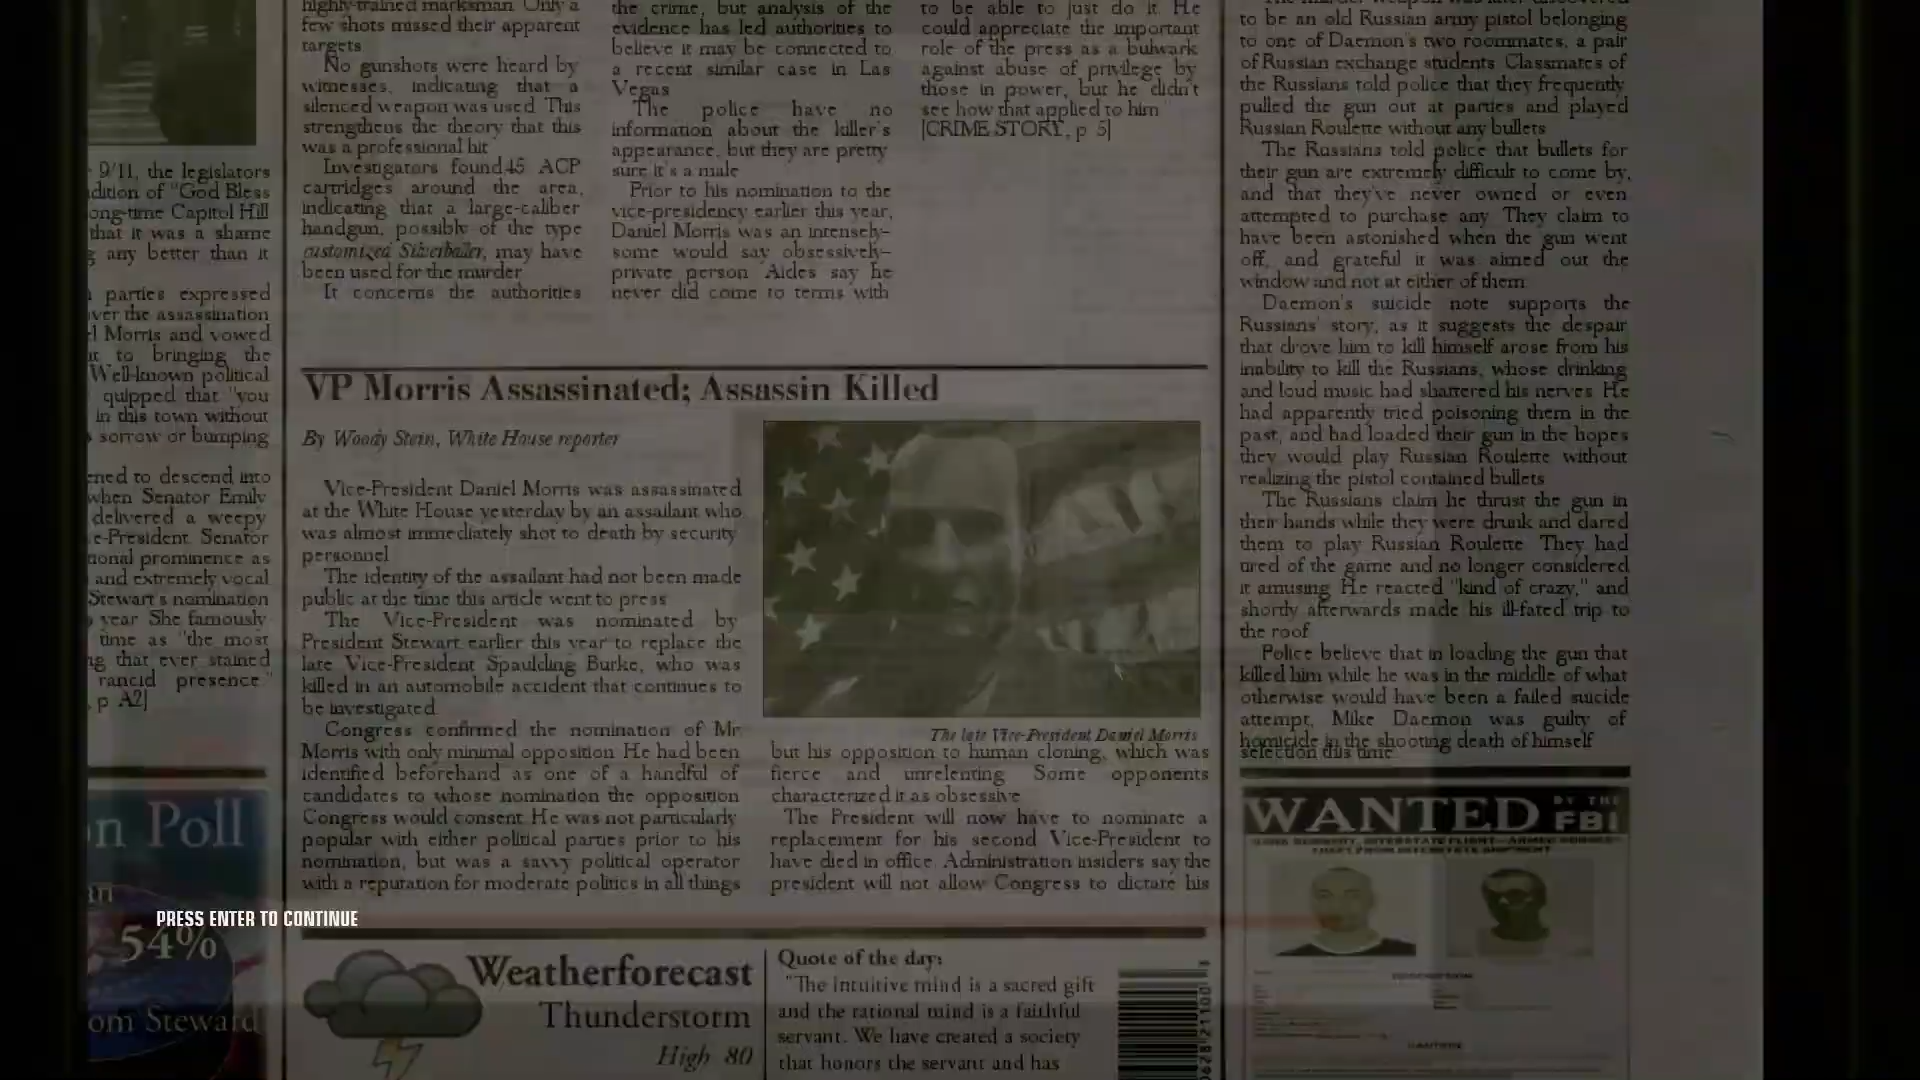 9/11, the legislators
"God Bless
ong-time Capitol Hill
that it was a shame
any better than it
parties expressed
ver the assassination
Morris and vowed
to bringing the
Well-known political
quipped that "you
in this town without
sorrow or bumping
ned to descend into
when Senator Emily
delivered a weepy
e-President. Senator
tional prominence as
and extremely vocal
Stewart's nomination
year. She famously
time as "the most
ng that ever stained
rancid presence."
, p A2]
n Poll
54%
om Steward
highly-trained marksman. Only a
few shots missed their apparent
targets
No gunshots were heard by
witnesses, indicating that a
silenced weapon was used. This
strengthens the theory that this
was a professional hit
Investigators found.45 ACP
cartridges around the area,
indicating that a large-caliber
handgun, possibly of the type
customized Silverballer, may have
been used for the murder
It concerns the authorities
the crime, but analysis of the
evidence has led authorities to
believe it may be connected to
a recent similar case in Las
Vegas
The police have no
information about the killer's
appearance, but they are pretty
sure it's a male
Prior to his nomination to the
vice-presidency earlier this year,
Daniel Morris was an intensely–
some would say obsessively–
private person Aides say he
never did come to terms with
to be able to just do it. He
could appreciate the important
role of the press as a bulwark
against abuse of privilege by
those in power, but he didn't
see how that applied to him."
[CRIME STORY, p 5]
VP Morris Assassinated; Assassin Killed
By Woody Stein, White House reporter
Vice-President Daniel Morris was assassinated
at the White House yesterday by an assailant who
was almost immediately shot to death by security
personnel
The identity of the assailant had not been made
public at the time this article went to press
The Vice-President was nominated by
President Stewart earlier this year to replace the
late Vice-President Spaulding Burke, who was
killed in an automobile accident that continues to
be investigated
Congress confirmed the nomination of Mr
Morris with only minimal opposition. He had been
identified beforehand as one of a handful of
candidates to whose nomination the opposition
Congress would consent. He was not particularly
popular with either political parties prior to his
nomination, but was a savvy political operator
with a reputation for moderate politics in all things
The late Vice-President Daniel Morris
but his opposition to human cloning, which was
fierce and unrelenting Some opponents
characterized it as obsessive
The President will now have to nominate a
replacement for his second Vice-President to
have died in office. Administration insiders say the
president will not allow Congress to dictate his
to be an old Russian army pistol belonging
to one of Daemon's two roommates, a pair
of Russian exchange students. Classmates of
the Russians told police that they frequently
pulled the gun out at parties and played
Russian Roulette without any bullets
The Russians told police that bullets for
their gun are extremely difficult to come by,
and that they've never owned or even
attempted to purchase any. They claim to
have been astonished when the gun went
off, and grateful it was aimed out the
window and not at either of them
Daemon's suicide note supports the
Russians' story, as it suggests the despair
that drove him to kill himself arose from his
inability to kill the Russians, whose drinking
and loud music had shattered his nerves. He
had apparently tried poisoning them in the
past, and had loaded their gun in the hopes
they would play Russian Roulette without
realizing the pistol contained bullets
The Russians claim he thrust the gun in
their hands while they were drunk and dared
them to play Russian Roulette. They had
tired of the game and no longer considered
it amusing. He reacted "kind of crazy," and
shortly afterwards made his ill-fated trip to
the roof
Police believe that in loading the gun that
killed him while he was in the middle of what
otherwise would have been a failed suicide
attempt, Mike Daemon was guilty of
homicide in the shooting death of himself
selection this time
WANTED BY THE FBI
PRESS ENTER TO CONTINUE
Weatherforecast
Thunderstorm
High 80
Quote of the day:
"The intuitive mind is a sacred gift
and the rational mind is a faithful
servant. We have created a society
that honors the servant and has